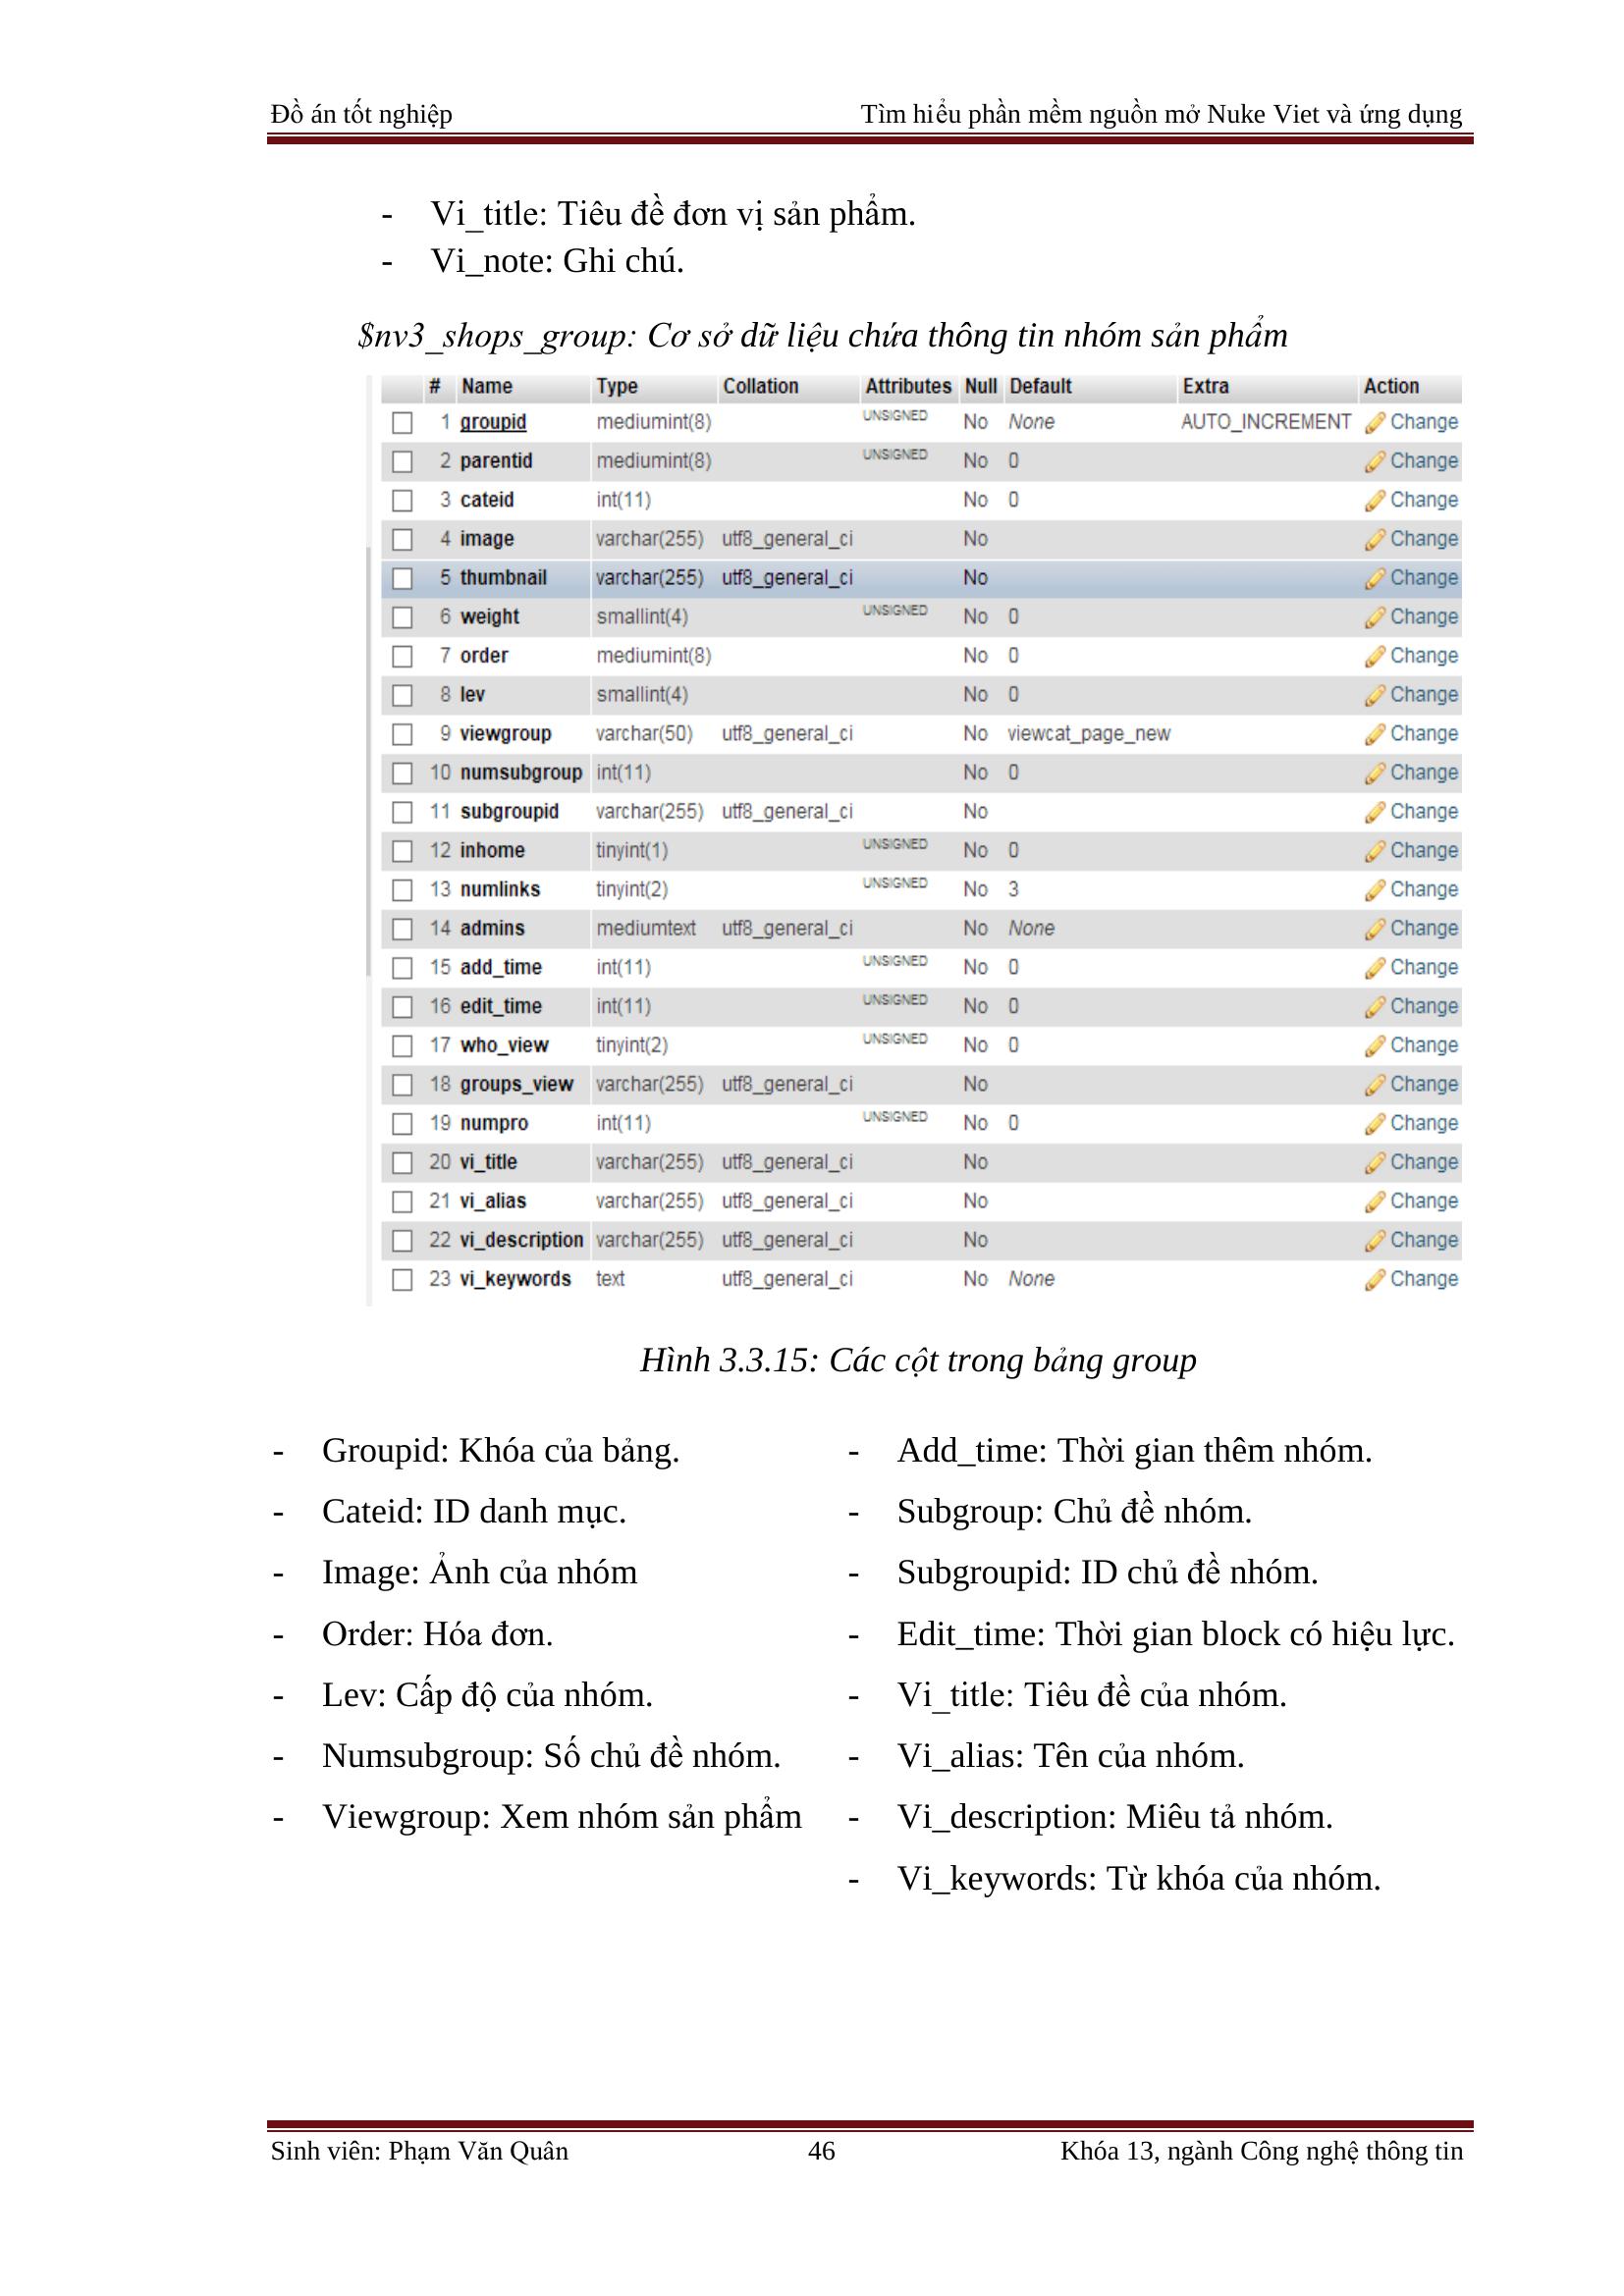 Đồ án tốt nghiệp Tìm hiểu phần mềm nguồn mở Nuke Viet và ứng dụng
- Vi_title: Tiêu đề đơn vị sản phẩm.
- Vi_note: Ghi chú.
$nv3_shops_group: Cơ sở dữ liệu chứa thông tin nhóm sản phẩm
# Name Type Collation Attributes Null Default Extra Action
1 groupid mediumint(8) UNSIGNED No None AUTO_INCREMENT Change
2 parentid mediumint(8) UNSIGNED No 0 Change
3 cateid int(11) No 0 Change
4 image varchar(255) utf8_general_ci No Change
5 thumbnail varchar(255) utf8_general_ci No Change
6 weight smallint(4) UNSIGNED No 0 Change
7 order mediumint(8) No 0 Change
8 lev smallint(4) No 0 Change
9 viewgroup varchar(50) utf8_general_ci No viewcat_page_new Change
10 numsubgroup int(11) No 0 Change
11 subgroupid varchar(255) utf8_general_ci No Change
12 inhome tinyint(1) UNSIGNED No 0 Change
13 numlinks tinyint(2) UNSIGNED No 3 Change
14 admins mediumtext utf8_general_ci No None Change
15 add_time int(11) UNSIGNED No 0 Change
16 edit_time int(11) UNSIGNED No 0 Change
17 who_view tinyint(2) UNSIGNED No 0 Change
18 groups_view varchar(255) utf8_general_ci No Change
19 numpro int(11) UNSIGNED No 0 Change
20 vi_title varchar(255) utf8_general_ci No Change
21 vi_alias varchar(255) utf8_general_ci No Change
22 vi_description varchar(255) utf8_general_ci No Change
23 vi_keywords text utf8_general_ci No None Change
Hình 3.3.15: Các cột trong bảng group
- Groupid: Khóa của bảng.
- Cateid: ID danh mục.
- Image: Ảnh của nhóm
- Order: Hóa đơn.
- Lev: Cấp độ của nhóm.
- Numsubgroup: Số chủ đề nhóm.
- Viewgroup: Xem nhóm sản phẩm
- Add_time: Thời gian thêm nhóm.
- Subgroup: Chủ đề nhóm.
- Subgroupid: ID chủ đề nhóm.
- Edit_time: Thời gian block có hiệu lực.
- Vi_title: Tiêu đề của nhóm.
- Vi_alias: Tên của nhóm.
- Vi_description: Miêu tả nhóm.
- Vi_keywords: Từ khóa của nhóm.
Sinh viên: Phạm Văn Quân 46 Khóa 13, ngành Công nghệ thông tin